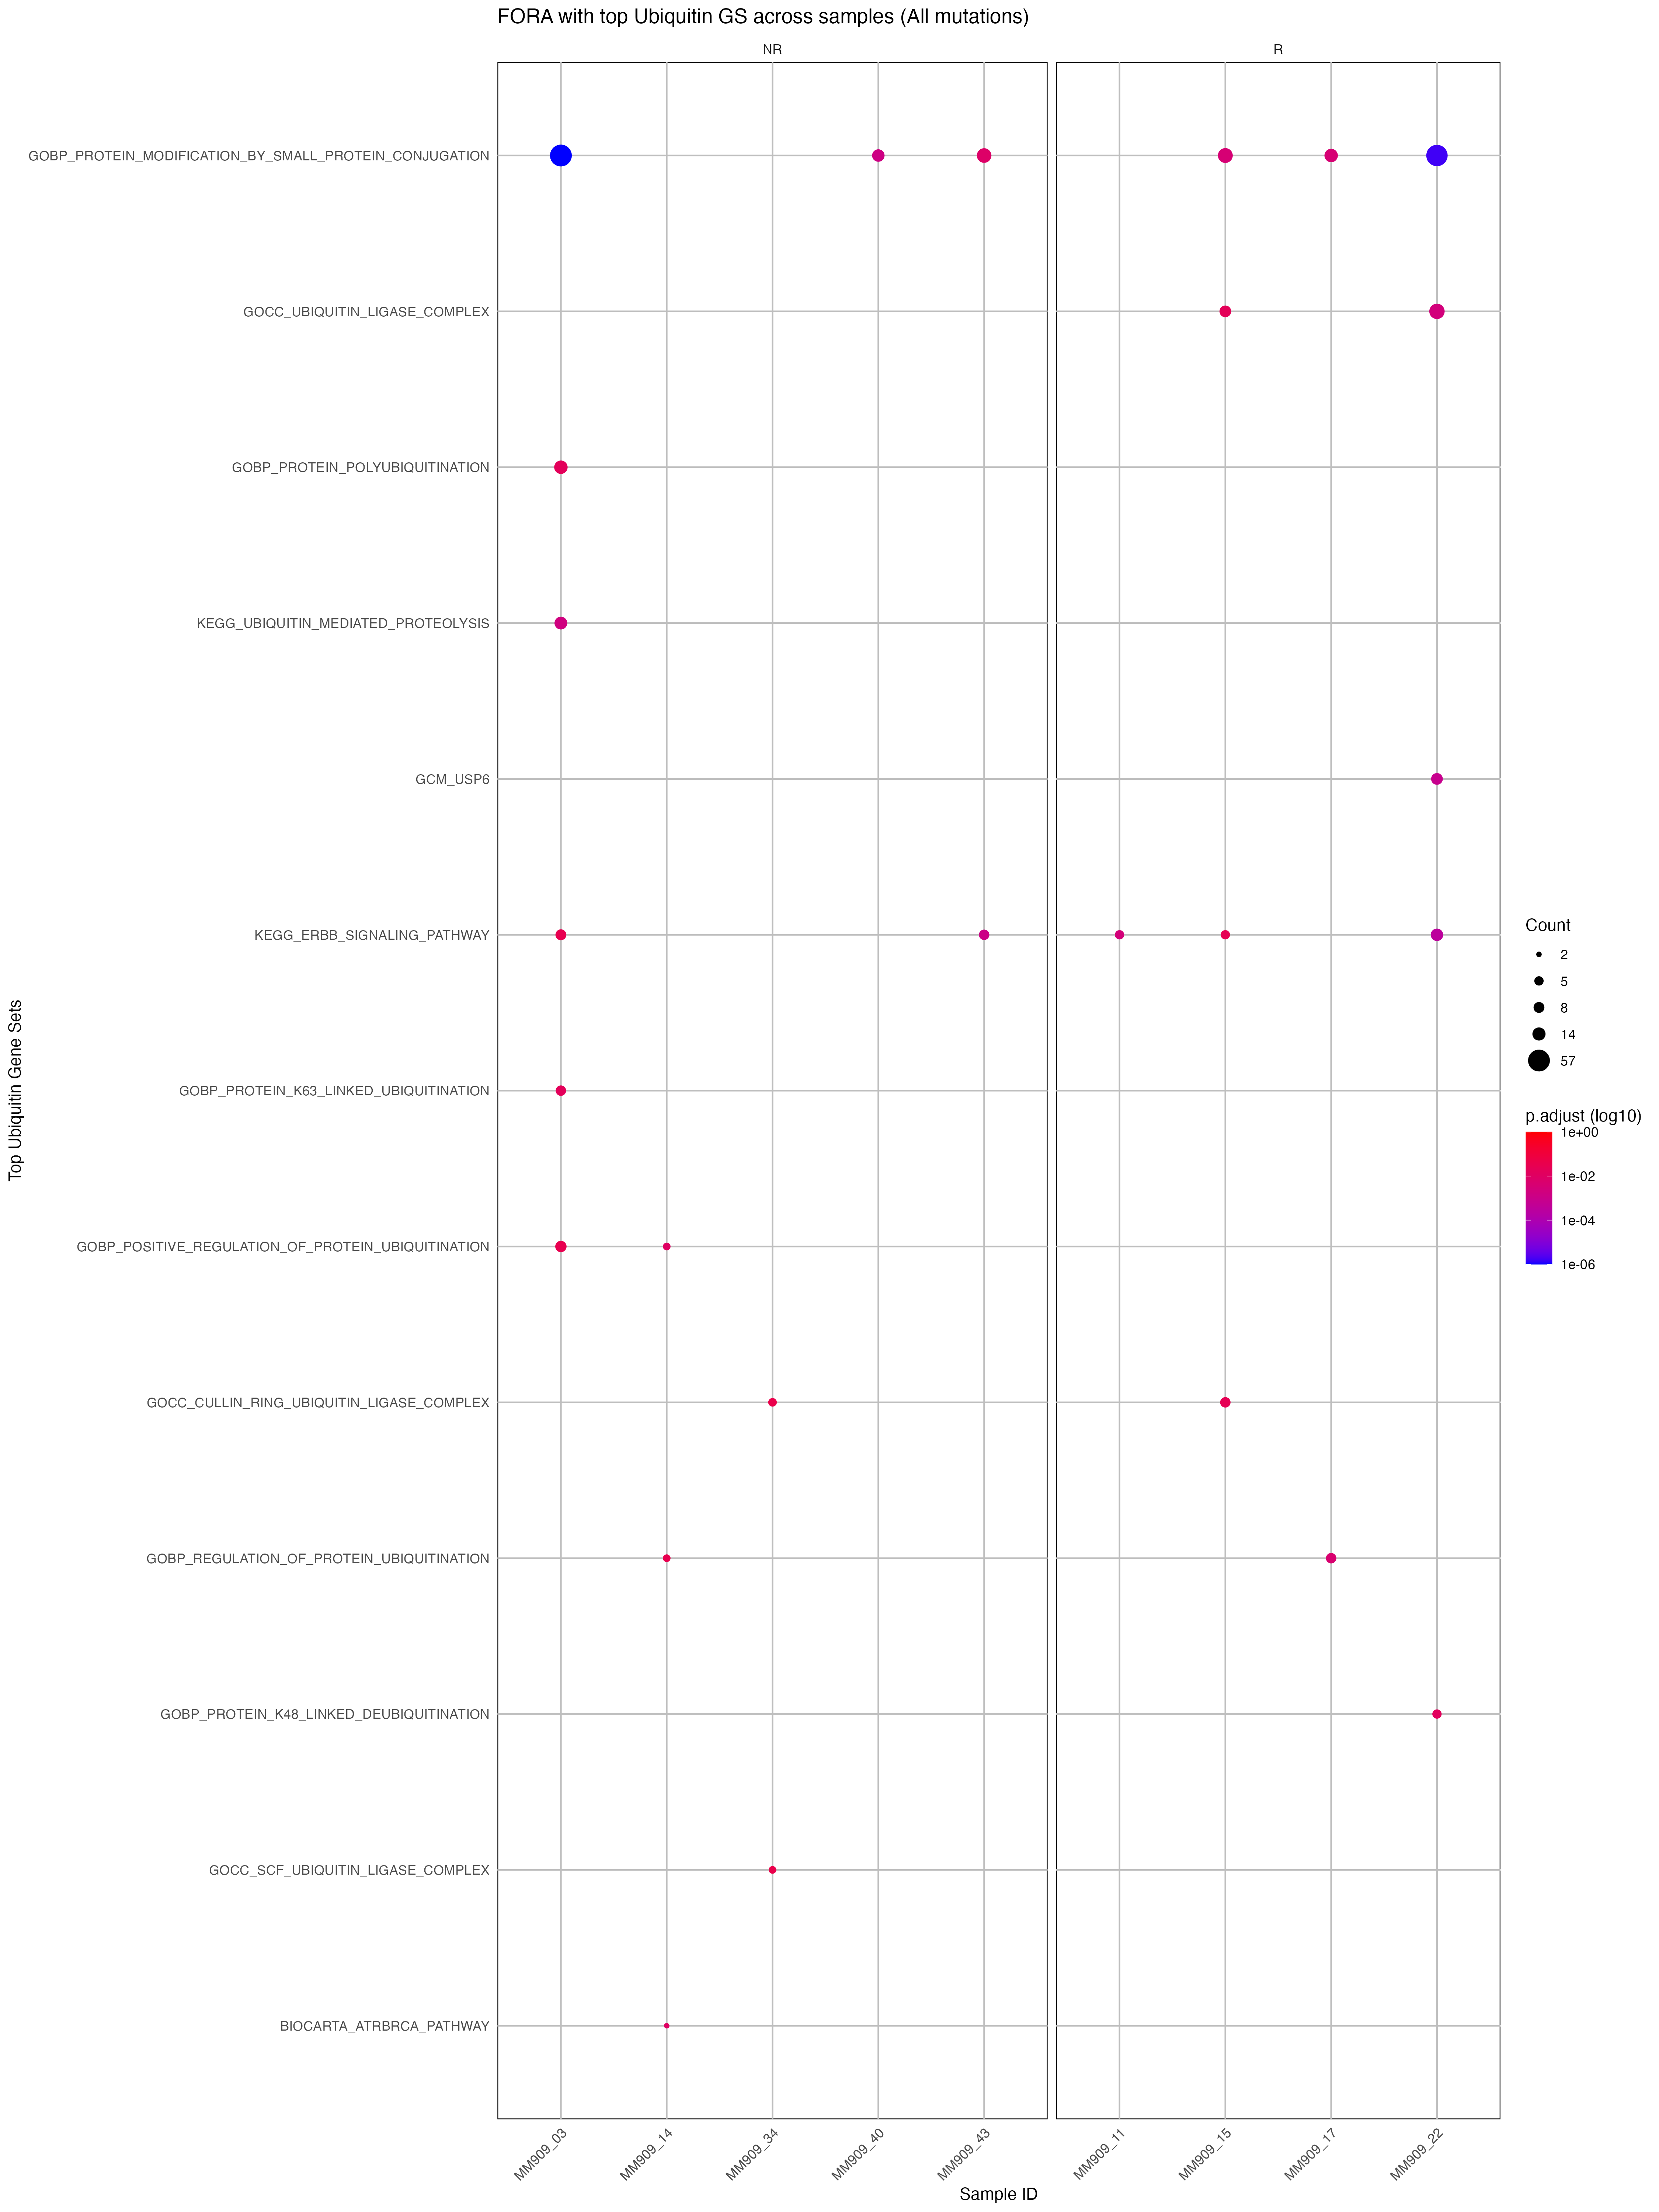 FORA with top Ubiquitin GS across samples (All mutations)
NR
R
GOBP_PROTEIN_MODIFICATION_BY_SMALL_PROTEIN_CONJUGATION
GOCC_UBIQUITIN_LIGASE_COMPLEX
GOBP_PROTEIN_POLYUBIQUITINATION
KEGG_UBIQUITIN_MEDIATED_PROTEOLYSIS
GCM_USP6
KEGG_ERBB_SIGNALING_PATHWAY
GOBP_PROTEIN_K63_LINKED_UBIQUITINATION
GOBP_POSITIVE_REGULATION_OF_PROTEIN_UBIQUITINATION
GOCC_CULLIN_RING_UBIQUITIN_LIGASE_COMPLEX
GOBP_REGULATION_OF_PROTEIN_UBIQUITINATION
GOBP_PROTEIN_K48_LINKED_DEUBIQUITINATION
GOCC_SCF_UBIQUITIN_LIGASE_COMPLEX
BIOCARTA_ATRBRCA_PATHWAY
Top Ubiquitin Gene Sets
MM909_03
MM909_14
MM909_34
MM909_40
MM909_43
MM909_11
MM909_15
MM909_17
MM909_22
Sample ID
Count
2
5
8
14
57
p.adjust (log10)
1e+00
1e-02
1e-04
1e-06